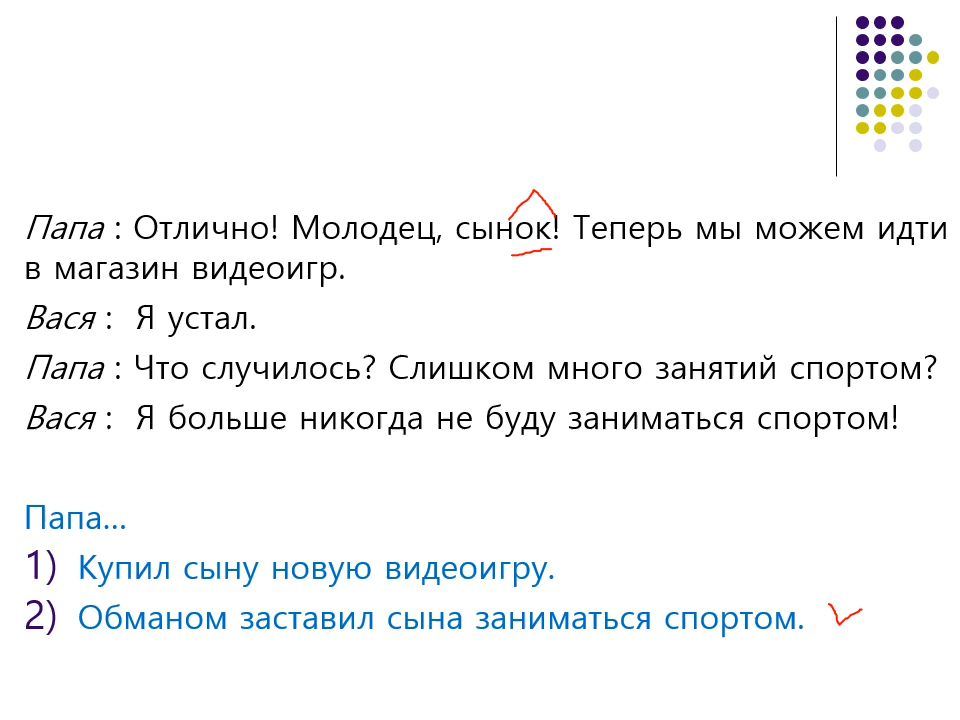 Папа : Отлично! Молодец, сынок! Теперь мы можем идти
в магазин видеоигр.
Вася : Я устал.
Папа : Что случилось? Слишком много занятий спортом?
Вася : Я больше никогда не буду заниматься спортом!
Папа...
1) Купил сыну новую видеоигру.
2) Обманом заставил сына заниматься спортом.